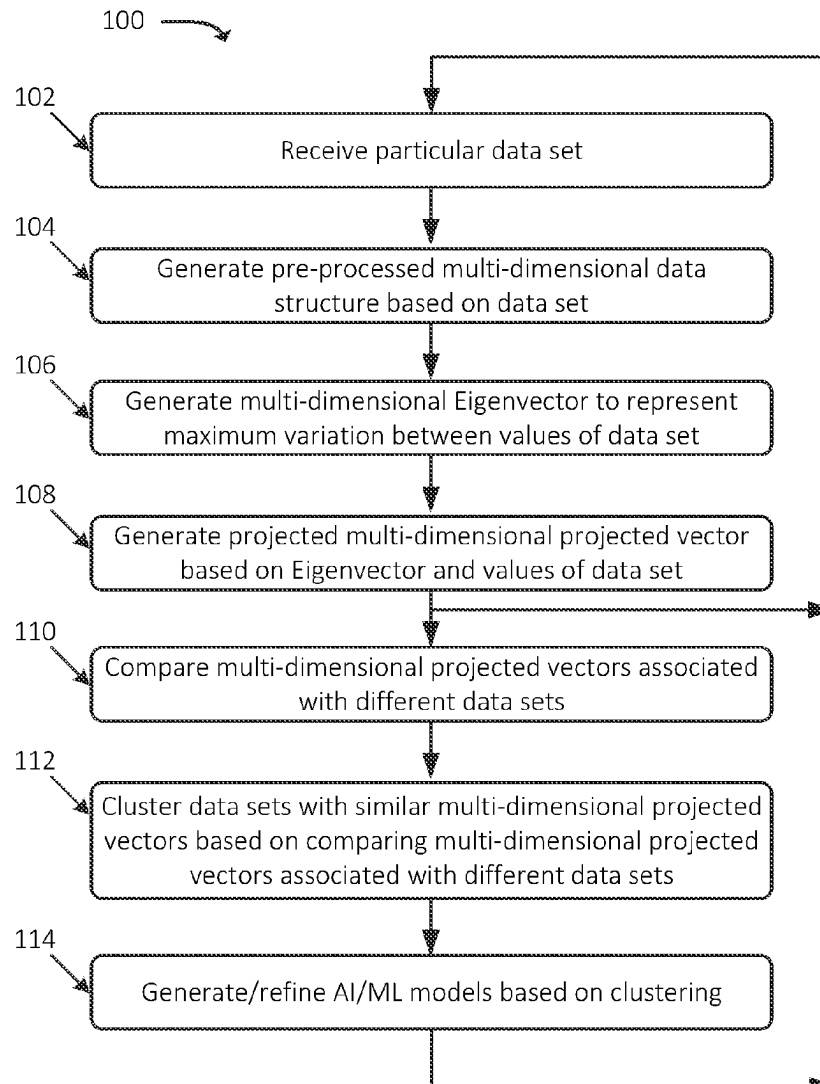 100
102
Receive particular data set
104
Generate pre-processed multi-dimensional data
structure based on data set
106
Generate multi-dimensional Eigenvector to represent
maximum variation between values of data set
108
Generate projected multi-dimensional projected vector
based on Eigenvector and values of data set
110
Compare multi-dimensional projected vectors associated
with different data sets
112
Cluster data sets with similar multi-dimensional projected
vectors based on comparing multi-dimensional projected
vectors associated with different data sets
114
Generate/refine AI/ML models based on clustering